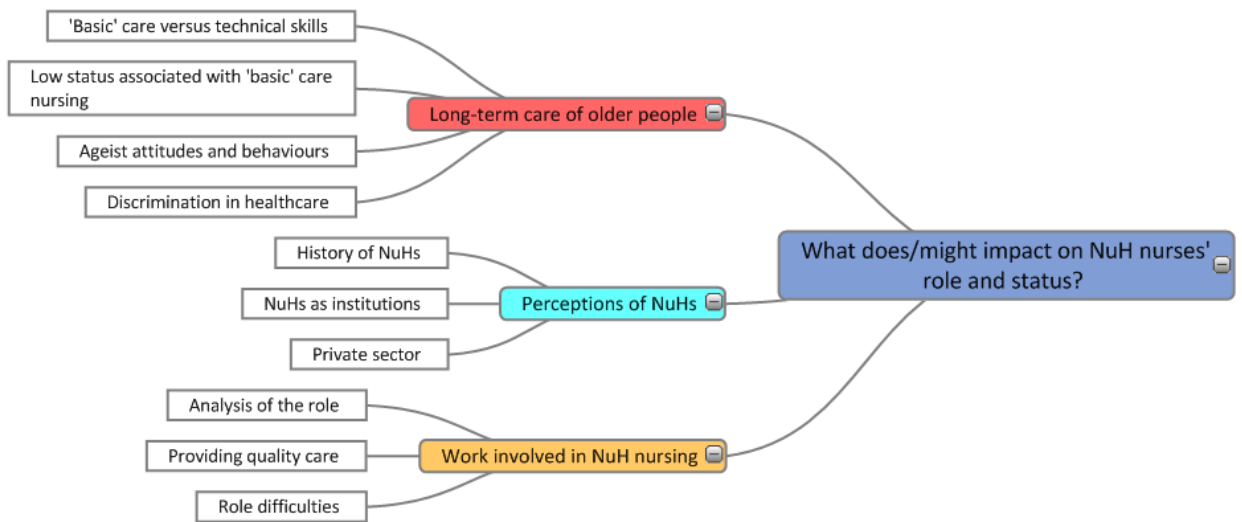 'Basic' care versus technical skills
Low status associated with 'basic' care
nursing
Long-term care of older people
Ageist attitudes and behaviours
Discrimination in healthcare
What does/might impact on NuH nurses'
role and status?
History of NuHs
NuHs as institutions
Perceptions of NuHs
Private sector
Analysis of the role
Providing quality care
Work involved in NuH nursing
Role difficulties